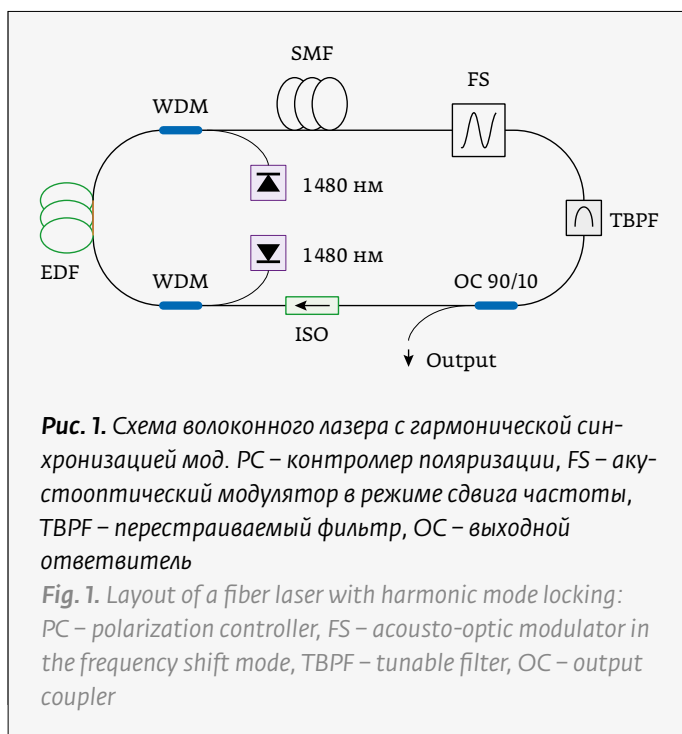 SMF
FS
WDM
1480 нм
TBPF
EDF
1480 нм
WDM
OC 90/10
ISO
Output
Рис. 1. Схема волоконного лазера с гармонической син-
хронизацией мод. PC – контроллер поляризации, FS – аку-
стооптический модулятор в режиме сдвига частоты,
TBPF – перестраиваемый фильтр, OC – выходной
ответвитель
Fig. 1. Layout of a fiber laser with harmonic mode locking:
PC – polarization controller, FS – acousto-optic modulator in
the frequency shift mode, TBPF – tunable filter, OC – output
coupler